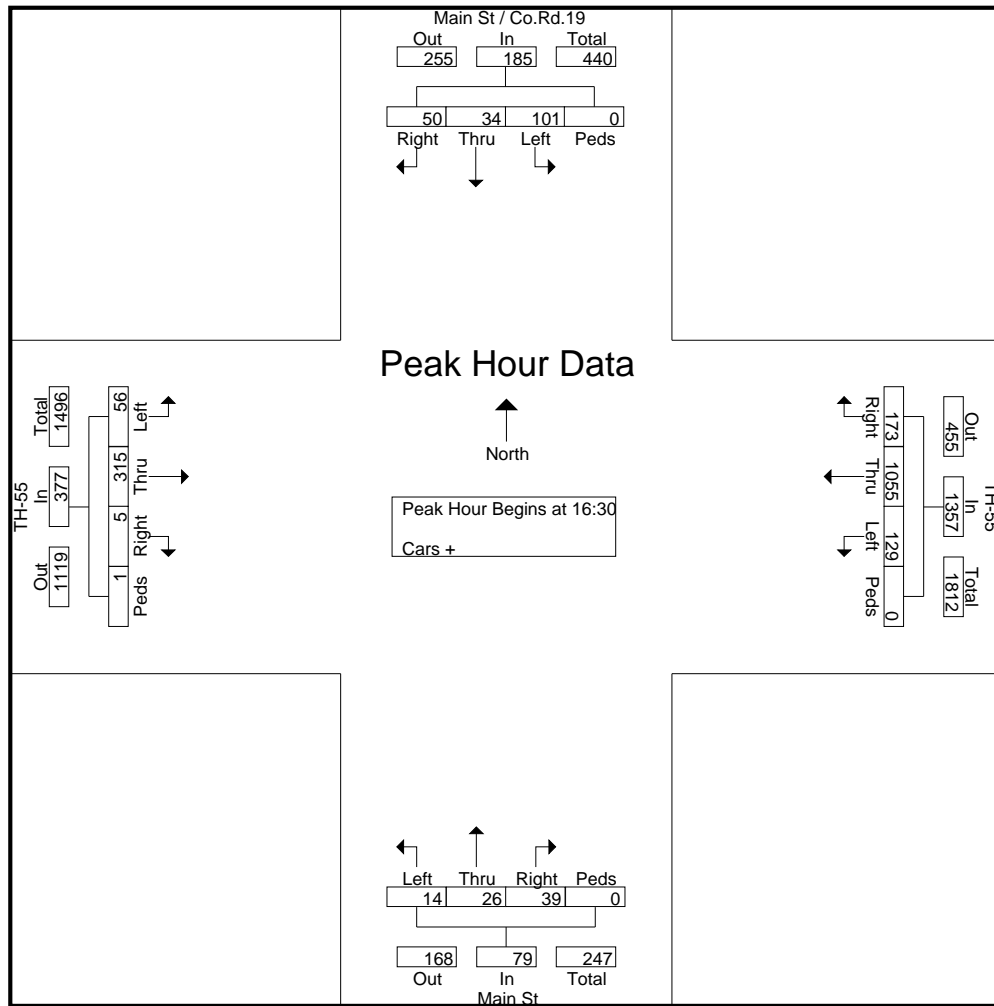 Main St / Co.Rd.19
Out In Total
255 185 440
50 34 101 0
Right Thru Left Peds
Peak Hour Data
North
Peak Hour Begins at 16:30
Cars +
TH-55
Total In Out
1496 377 1119
56 315 5 1
Left Thru Right Peds
TH-55
Out In Total
455 1357 1812
173 1055 129 0
Right Thru Left Peds
Left Thru Right Peds
14 26 39 0
168 79 247
Out In Total
Main St